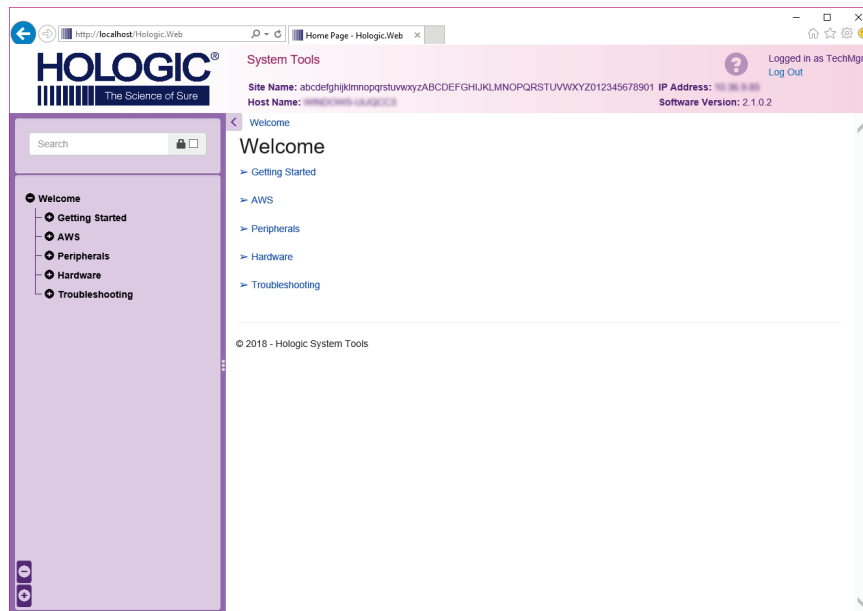 http://localhost/Hologic.Web
Home Page - Hologic.Web
HOLOGIC®
The Science of Sure
System Tools
Logged in as TechMgr
Log Out
Site Name: abcdefghijklmnopqrstuvwxyzABCDEFGHIJKLMNOPQRSTUVWXYZ012345678901 IP Address:
Host Name: Software Version: 2.1.0.2
Search
Welcome
Welcome
Getting Started
AWS
Peripherals
Hardware
Troubleshooting
Welcome
Getting Started
AWS
Peripherals
Hardware
Troubleshooting
© 2018 - Hologic System Tools